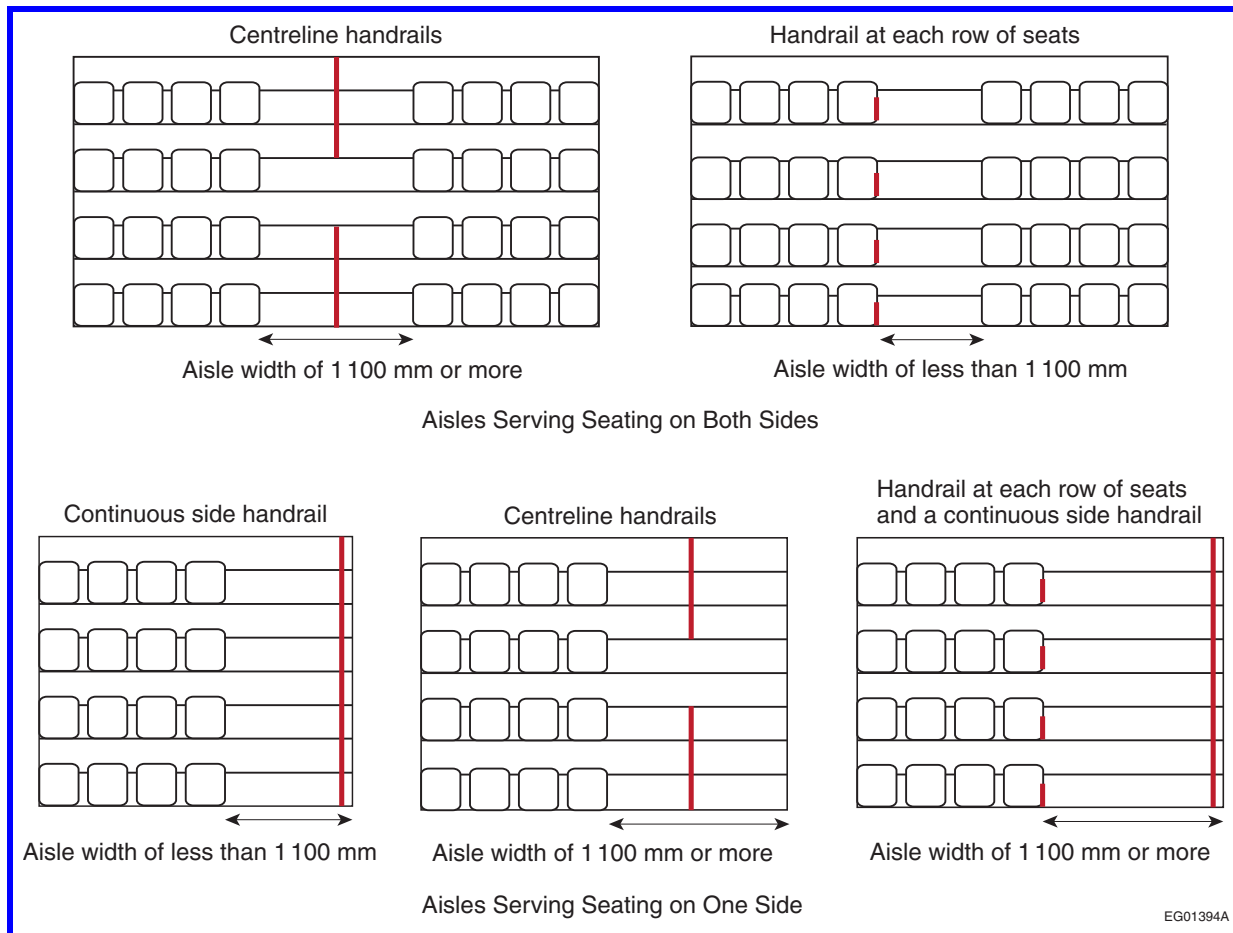 Centreline handrails
Handrail at each row of seats
Aisle width of 1 100 mm or more
Aisle width of less than 1 100 mm
Aisles Serving Seating on Both Sides
Continuous side handrail
Centreline handrails
Handrail at each row of seats
and a continuous side handrail
Aisle width of less than 1 100 mm
Aisle width of 1 100 mm or more
Aisle width of 1 100 mm or more
Aisles Serving Seating on One Side
EG01394A